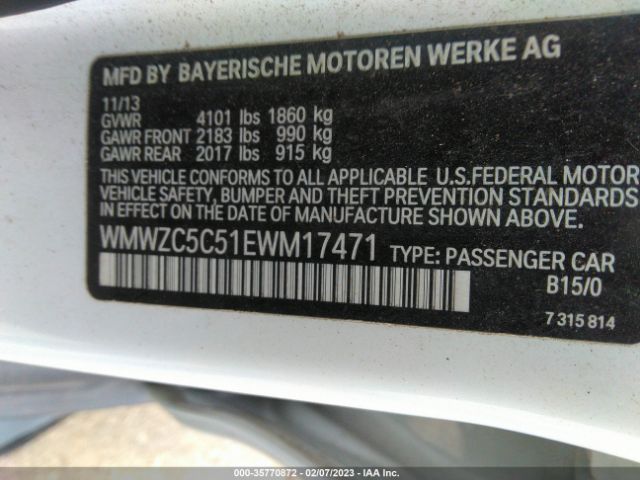 MFD BY BAYERISCHE MOTOREN WERKE AG
11/13
GVWR 4101 lbs 1860 kg
GAWR FRONT 2183 lbs 990 kg
GAWR REAR 2017 lbs 915 kg
THIS VEHICLE CONFORMS TO ALL APPLICABLE U.S.FEDERAL MOTOR
VEHICLE SAFETY, BUMPER AND THEFT PREVENTION STANDARDS
IN EFFECT ON THE DATE OF MANUFACTURE SHOWN ABOVE.
WMWZC5C51EWM17471 TYPE: PASSENGER CAR
B15/0
7 315 814
000-35770872 - 02/07/2023 - IAA Inc.